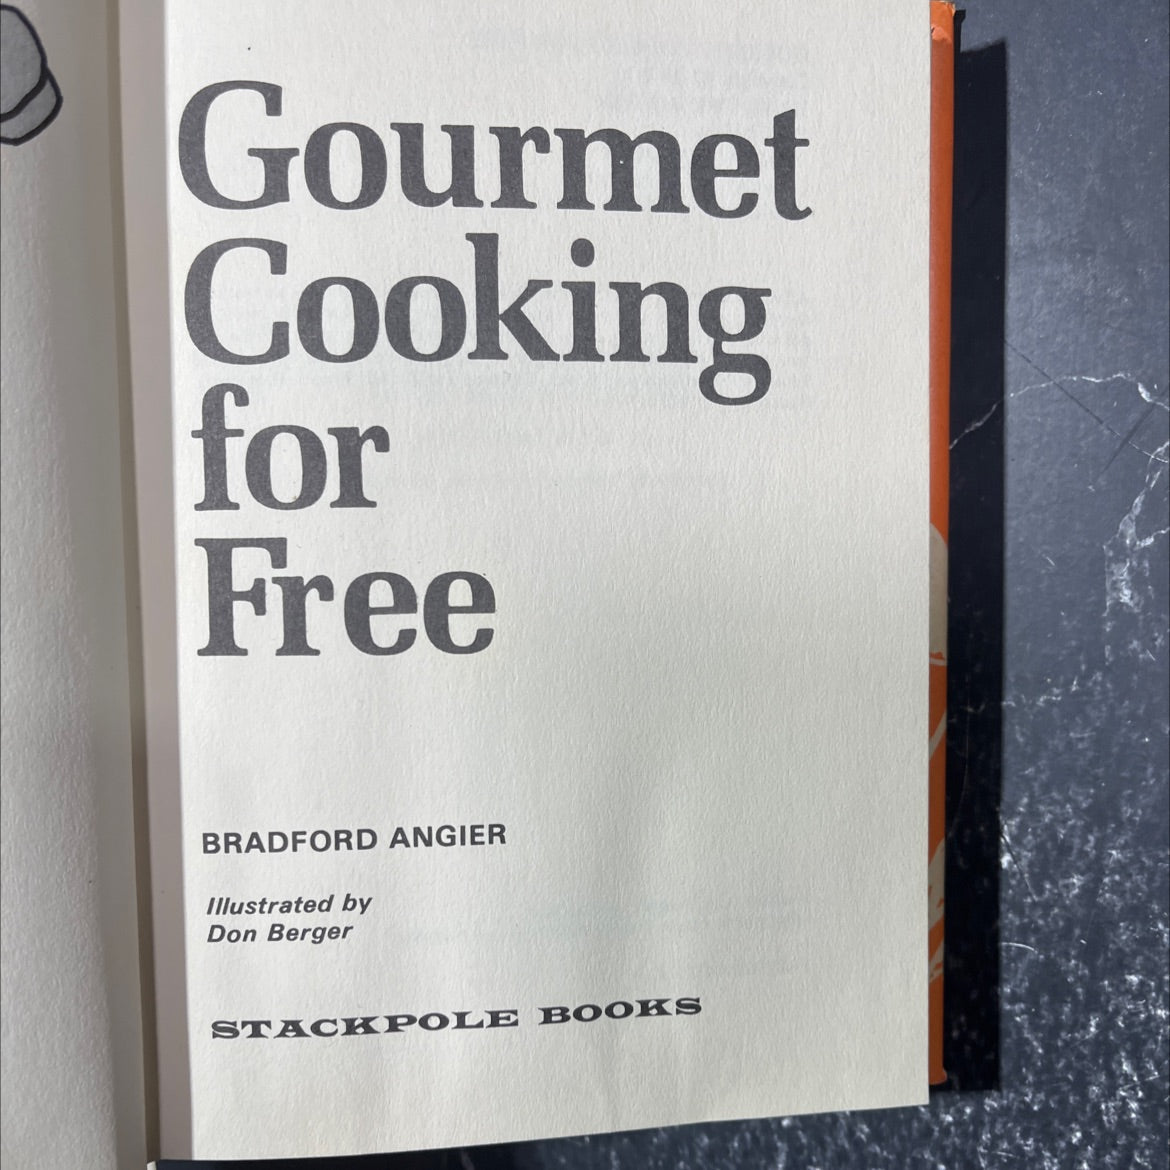 Gourmet
Cooking
for
Free
BRADFORD ANGIER
Illustrated by
Don Berger
STACKPOLE BOOKS